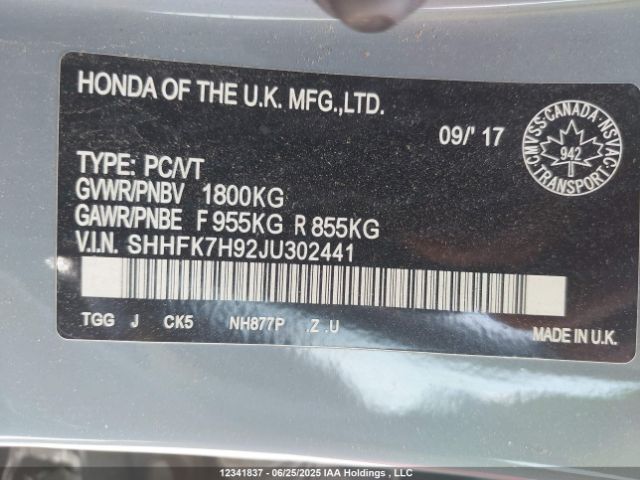 HONDA OF THE U.K. MFG.,LTD.
09/' 17
CMVSS·CANADA·NSVAC
942
TRANSPORT
TYPE: PC/VT
GVWR/PNBV 1800KG
GAWR/PNBE F 955KG R 855KG
V.I.N. SHHFK7H92JU302441
TGG J CK5 NH877P .Z .U
MADE IN U.K.
12341837 - 06/25/2025 IAA Holdings , LLC